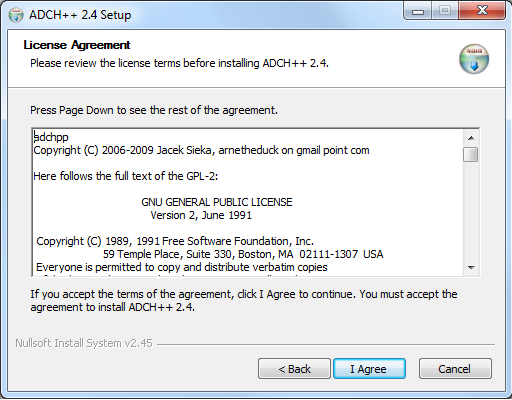 ADCH++ 2.4 Setup
License Agreement
Please review the license terms before installing ADCH++ 2.4.
Press Page Down to see the rest of the agreement.
adchpp
Copyright (C) 2006-2009 Jacek Sieka, arnetheduck on gmail point com
Here follows the full text of the GPL-2:
GNU GENERAL PUBLIC LICENSE
Version 2, June 1991
Copyright (C) 1989, 1991 Free Software Foundation, Inc.
59 Temple Place, Suite 330, Boston, MA 02111-1307 USA
Everyone is permitted to copy and distribute verbatim copies
If you accept the terms of the agreement, click I Agree to continue. You must accept the
agreement to install ADCH++ 2.4.
Nullsoft Install System v2.45
< Back
I Agree
Cancel